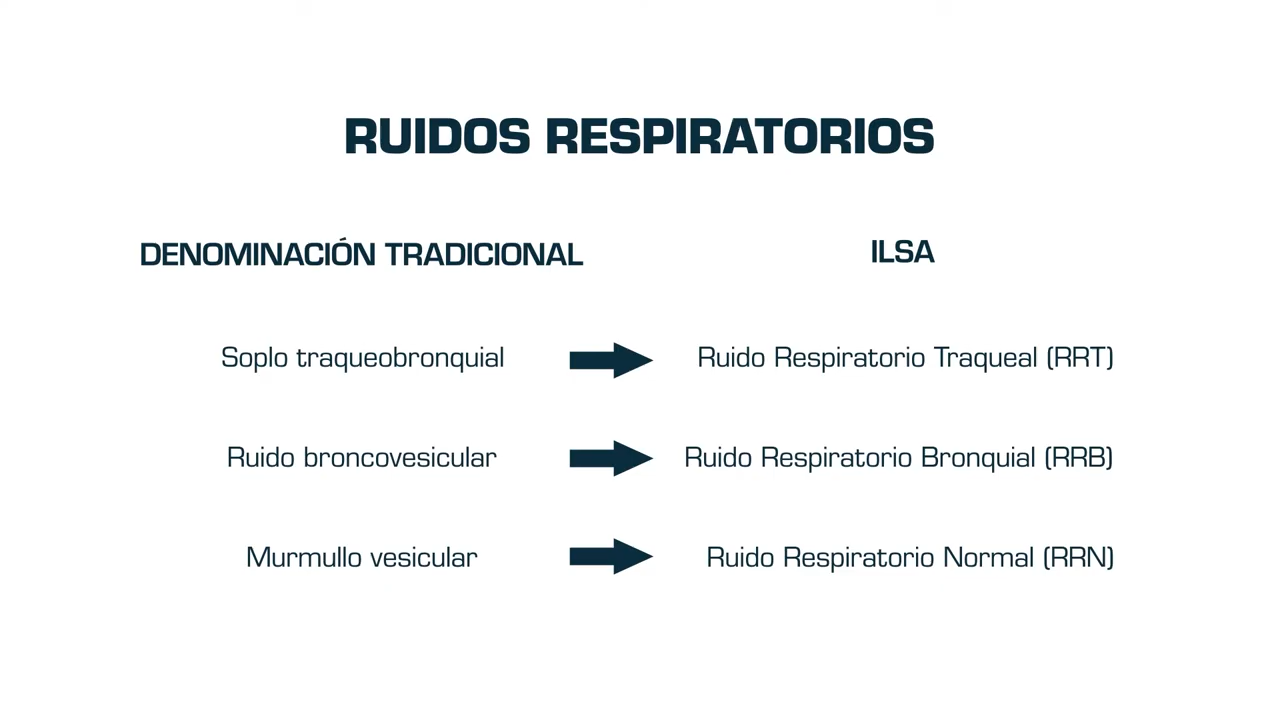 RUIDOS RESPIRATORIOS
DENOMINACIÓN TRADICIONAL
ILSA
Soplo traqueobronquial
Ruido Respiratorio Traqueal (RRT)
Ruido broncovesicular
Ruido Respiratorio Bronquial (RRB)
Murmullo vesicular
Ruido Respiratorio Normal (RRN)